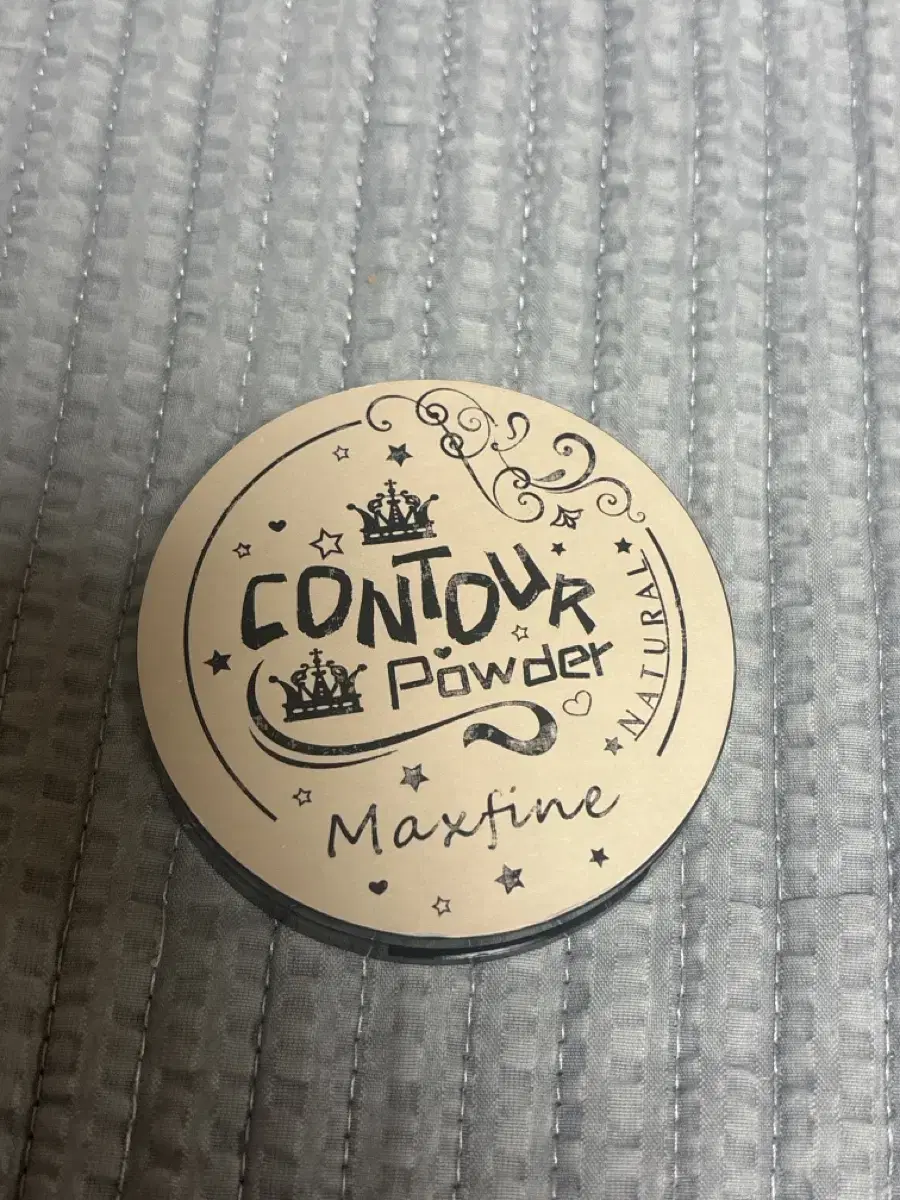 CONTOUR
Powder
NATURAL
Maxfine